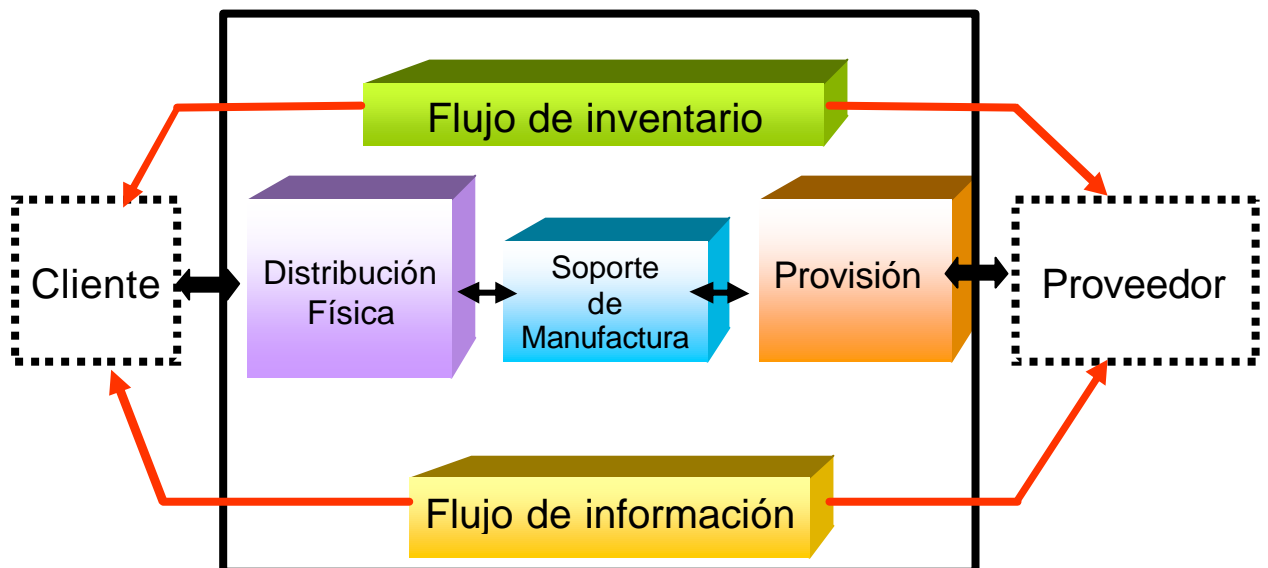 Flujo de inventario
Cliente
Distribución
Física
Soporte
de
Manufactura
Provisión
Proveedor
Flujo de información